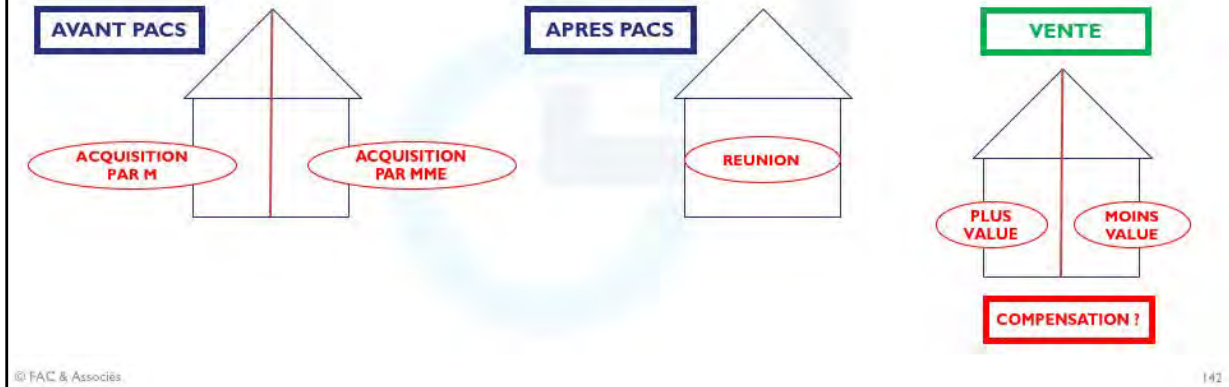 AVANT PACS
ACQUISITION
PAR M
ACQUISITION
PAR MME
APRES PACS
REUNION
VENTE
PLUS
VALUE
MOINS
VALUE
COMPENSATION ?
© FAC & Associés
142